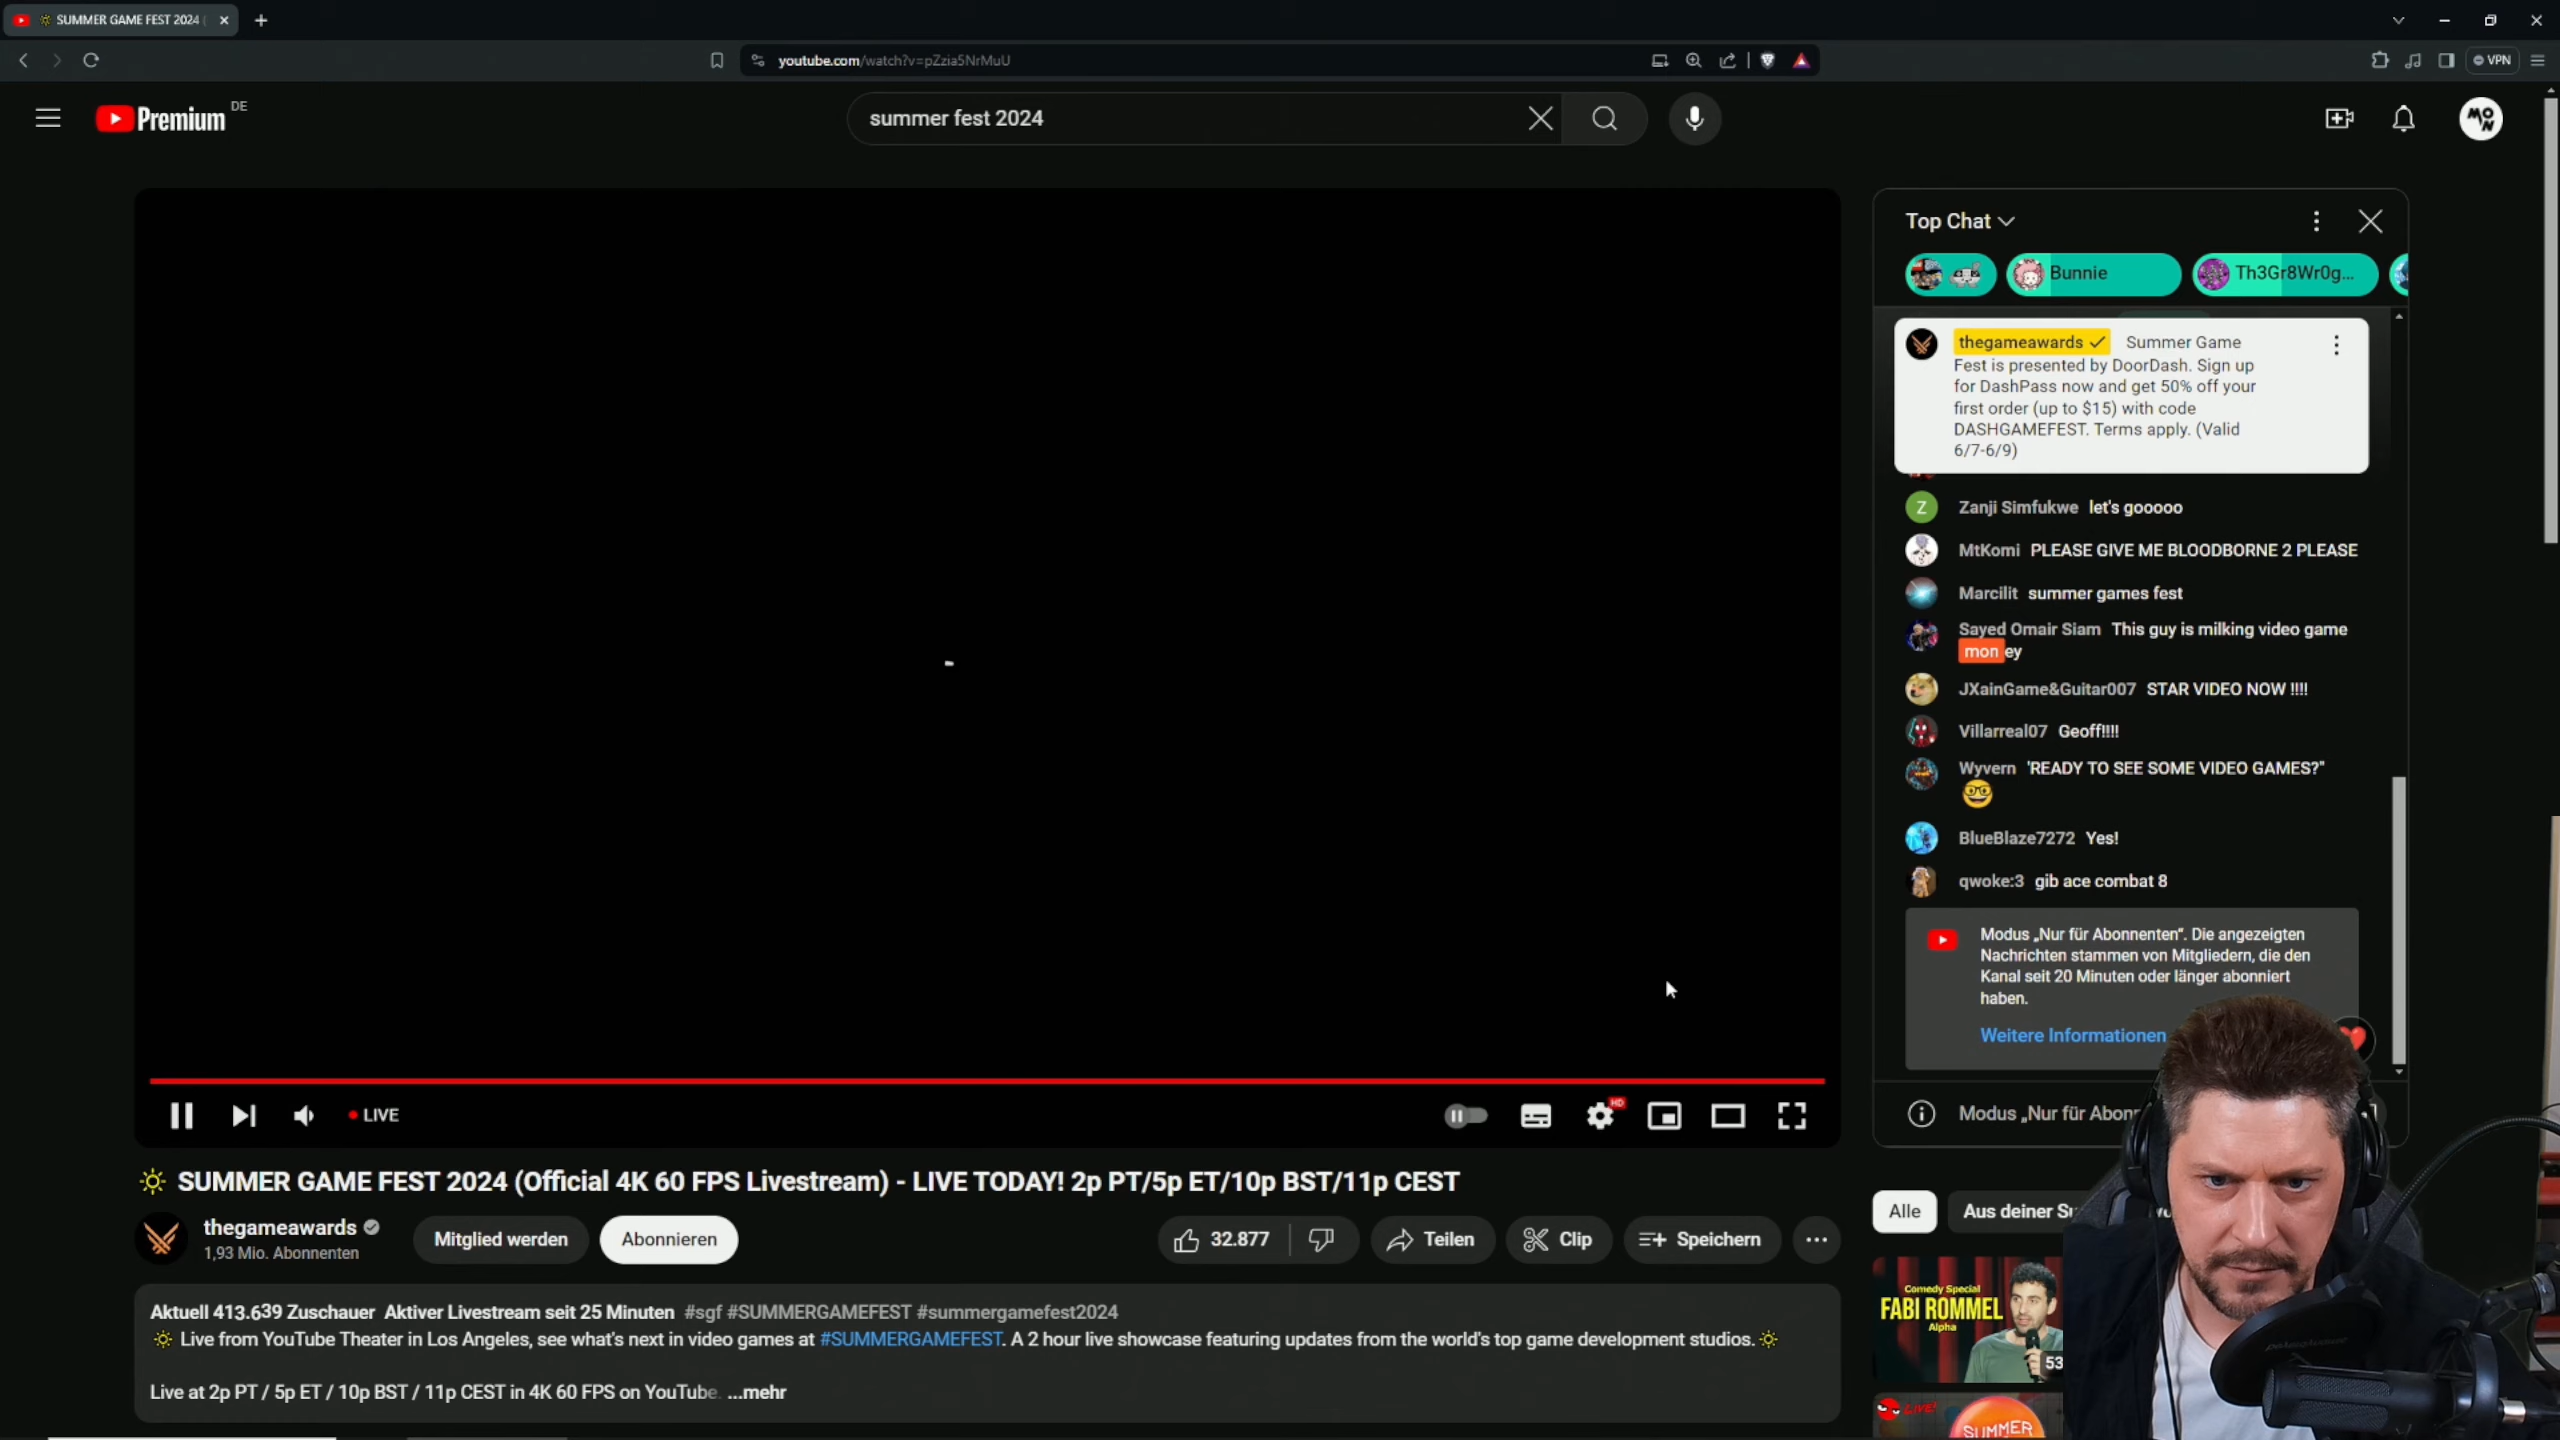 SUMMER GAME FEST 2024
youtube.com/watch?v=pZzia5NrMuU
VPN
Premium
DE
summer fest 2024
MON
Top Chat
Bunnie
Th3Gr8Wr0g...
thegameawards Summer Game
Fest is presented by DoorDash. Sign up
for DashPass now and get 50% off your
first order (up to $15) with code
DASHGAMEFEST. Terms apply. (Valid
6/7-6/9)
Z
Zanji Simfukwe let's gooooo
MtKomi PLEASE GIVE ME BLOODBORNE 2 PLEASE
Marcilit summer games fest
Sayed Omair Siam This guy is milking video game
money
JXainGame&Guitar007 STAR VIDEO NOW !!!!
Villarreal07 Geoff!!!!
Wyvern 'READY TO SEE SOME VIDEO GAMES?"
BlueBlaze7272 Yes!
qwoke:3 gib ace combat 8
Modus „Nur für Abonnenten“. Die angezeigten
Nachrichten stammen von Mitgliedern, die den
Kanal seit 20 Minuten oder länger abonniert
haben.
Weitere Informationen
Modus „Nur für Abonn
LIVE
HD
SUMMER GAME FEST 2024 (Official 4K 60 FPS Livestream) - LIVE TODAY! 2p PT/5p ET/10p BST/11p CEST
thegameawards
1,93 Mio. Abonnenten
Mitglied werden
Abonnieren
32.877
Teilen
Clip
Speichern
Aktuell 413.639 Zuschauer Aktiver Livestream seit 25 Minuten #sgf #SUMMERGAMEFEST #summergamefest2024
Live from YouTube Theater in Los Angeles, see what's next in video games at #SUMMERGAMEFEST. A 2 hour live showcase featuring updates from the world's top game development studios.
Live at 2p PT / 5p ET / 10p BST / 11p CEST in 4K 60 FPS on YouTube. ...mehr
Alle
Aus deiner Su
Comedy Special
FABI ROMMEL
Alpha
53
LIVE!
SUMMER